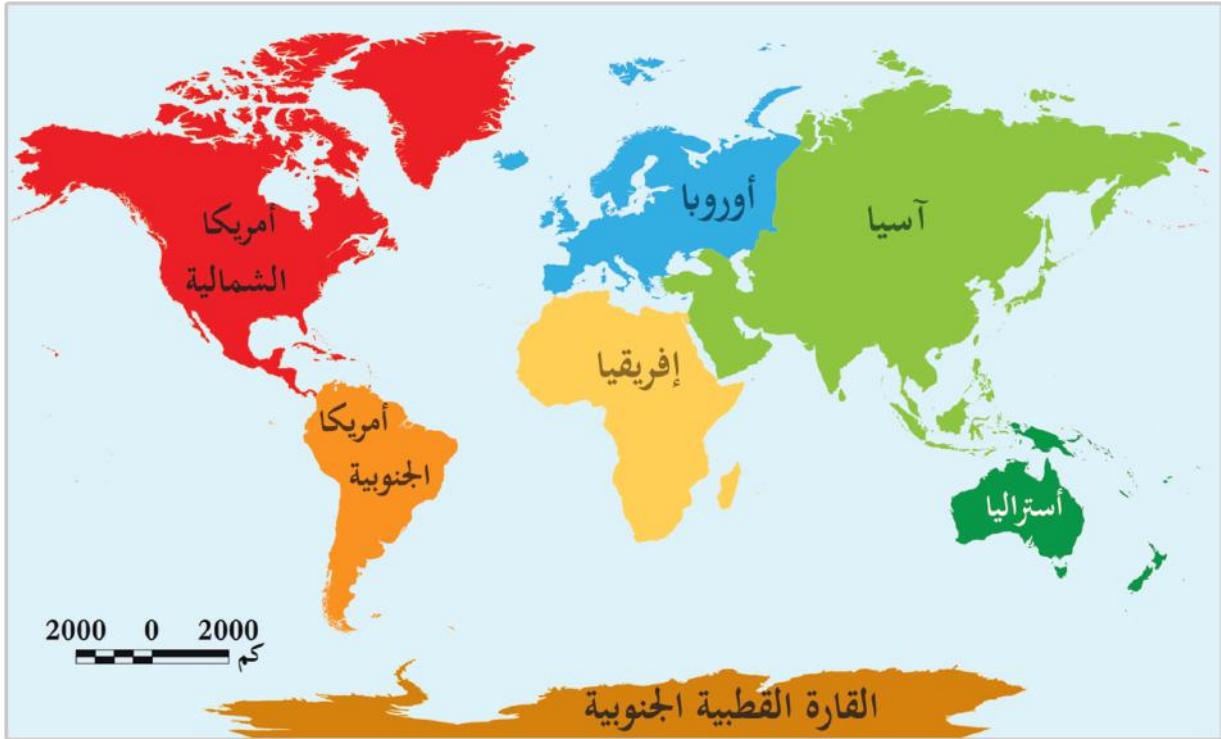 أوروبا
آسيا
أمريكا
الشمالية
إفريقيا
أمريكا
الجنوبية
أستراليا
2000 0 2000
كم
القارة القطبية الجنوبية